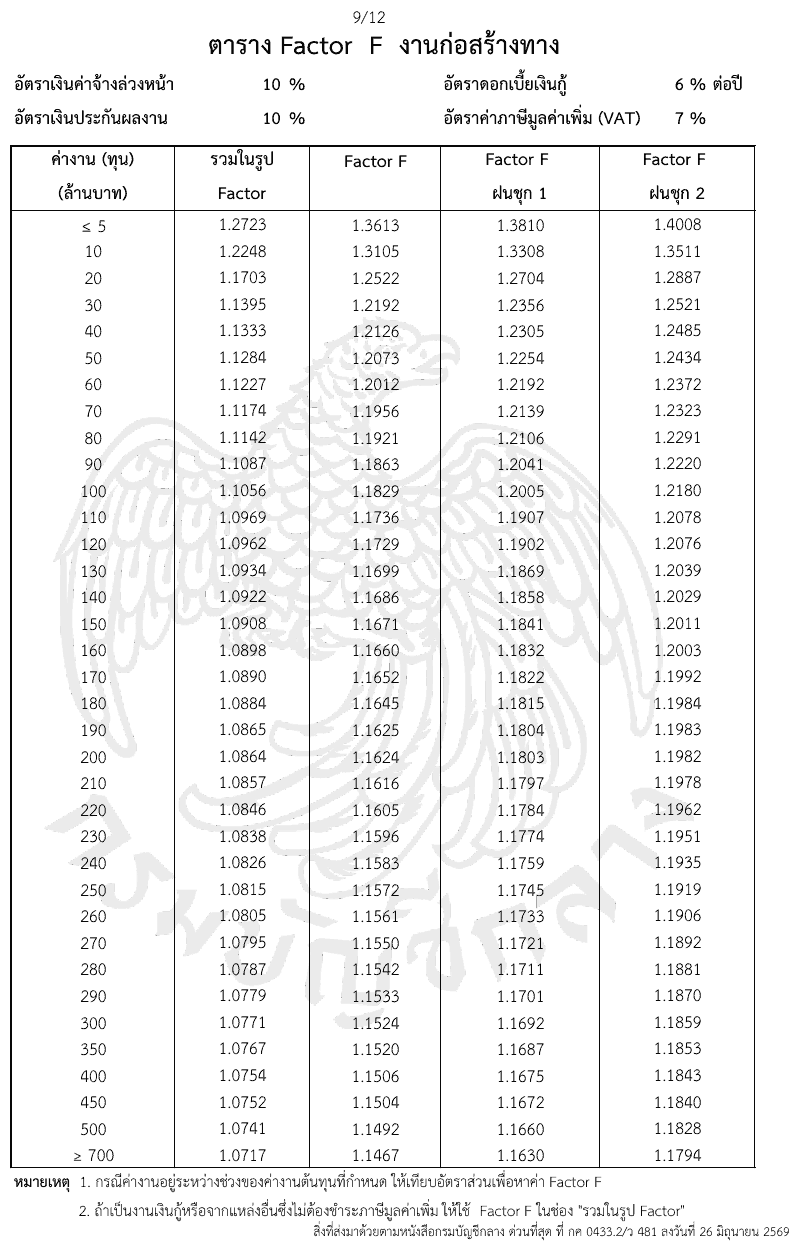 9/12
ตาราง Factor F งานก่อสร้างทาง
อัตราเงินค่าจ้างล่วงหน้า 10 % อัตราดอกเบี้ยเงินกู้ 6 % ต่อปี
อัตราเงินประกันผลงาน 10 % อัตราค่าภาษีมูลค่าเพิ่ม (VAT) 7 %
ค่างาน (ทุน) รวมในรูป Factor F Factor F Factor F
(ล้านบาท) Factor ฝนชุก 1 ฝนชุก 2
≤ 5 1.2723 1.3613 1.3810 1.4008
10 1.2248 1.3105 1.3308 1.3511
20 1.1703 1.2522 1.2704 1.2887
30 1.1395 1.2192 1.2356 1.2521
40 1.1333 1.2126 1.2305 1.2485
50 1.1284 1.2073 1.2254 1.2434
60 1.1227 1.2012 1.2192 1.2372
70 1.1174 1.1956 1.2139 1.2323
80 1.1142 1.1921 1.2106 1.2291
90 1.1087 1.1863 1.2041 1.2220
100 1.1056 1.1829 1.2005 1.2180
110 1.0969 1.1736 1.1907 1.2078
120 1.0962 1.1729 1.1902 1.2076
130 1.0934 1.1699 1.1869 1.2039
140 1.0922 1.1686 1.1858 1.2029
150 1.0908 1.1671 1.1841 1.2011
160 1.0898 1.1660 1.1832 1.2003
170 1.0890 1.1652 1.1822 1.1992
180 1.0884 1.1645 1.1815 1.1984
190 1.0865 1.1625 1.1804 1.1983
200 1.0864 1.1624 1.1803 1.1982
210 1.0857 1.1616 1.1797 1.1978
220 1.0846 1.1605 1.1784 1.1962
230 1.0838 1.1596 1.1774 1.1951
240 1.0826 1.1583 1.1759 1.1935
250 1.0815 1.1572 1.1745 1.1919
260 1.0805 1.1561 1.1733 1.1906
270 1.0795 1.1550 1.1721 1.1892
280 1.0787 1.1542 1.1711 1.1881
290 1.0779 1.1533 1.1701 1.1870
300 1.0771 1.1524 1.1692 1.1859
350 1.0767 1.1520 1.1687 1.1853
400 1.0754 1.1506 1.1675 1.1843
450 1.0752 1.1504 1.1672 1.1840
500 1.0741 1.1492 1.1660 1.1828
≥ 700 1.0717 1.1467 1.1630 1.1794
กรมบัญชีกลาง
หมายเหตุ 1. กรณีค่างานอยู่ระหว่างช่วงของค่างานต้นทุนที่กำหนด ให้เทียบอัตราส่วนเพื่อหาค่า Factor F
2. ถ้าเป็นงานเงินกู้หรือจากแหล่งอื่นซึ่งไม่ต้องชำระภาษีมูลค่าเพิ่ม ให้ใช้ Factor F ในช่อง "รวมในรูป Factor"
สิ่งที่ส่งมาด้วยตามหนังสือกรมบัญชีกลาง ด่วนที่สุด ที่ กค 0433.2/ว 481 ลงวันที่ 26 มิถุนายน 2569